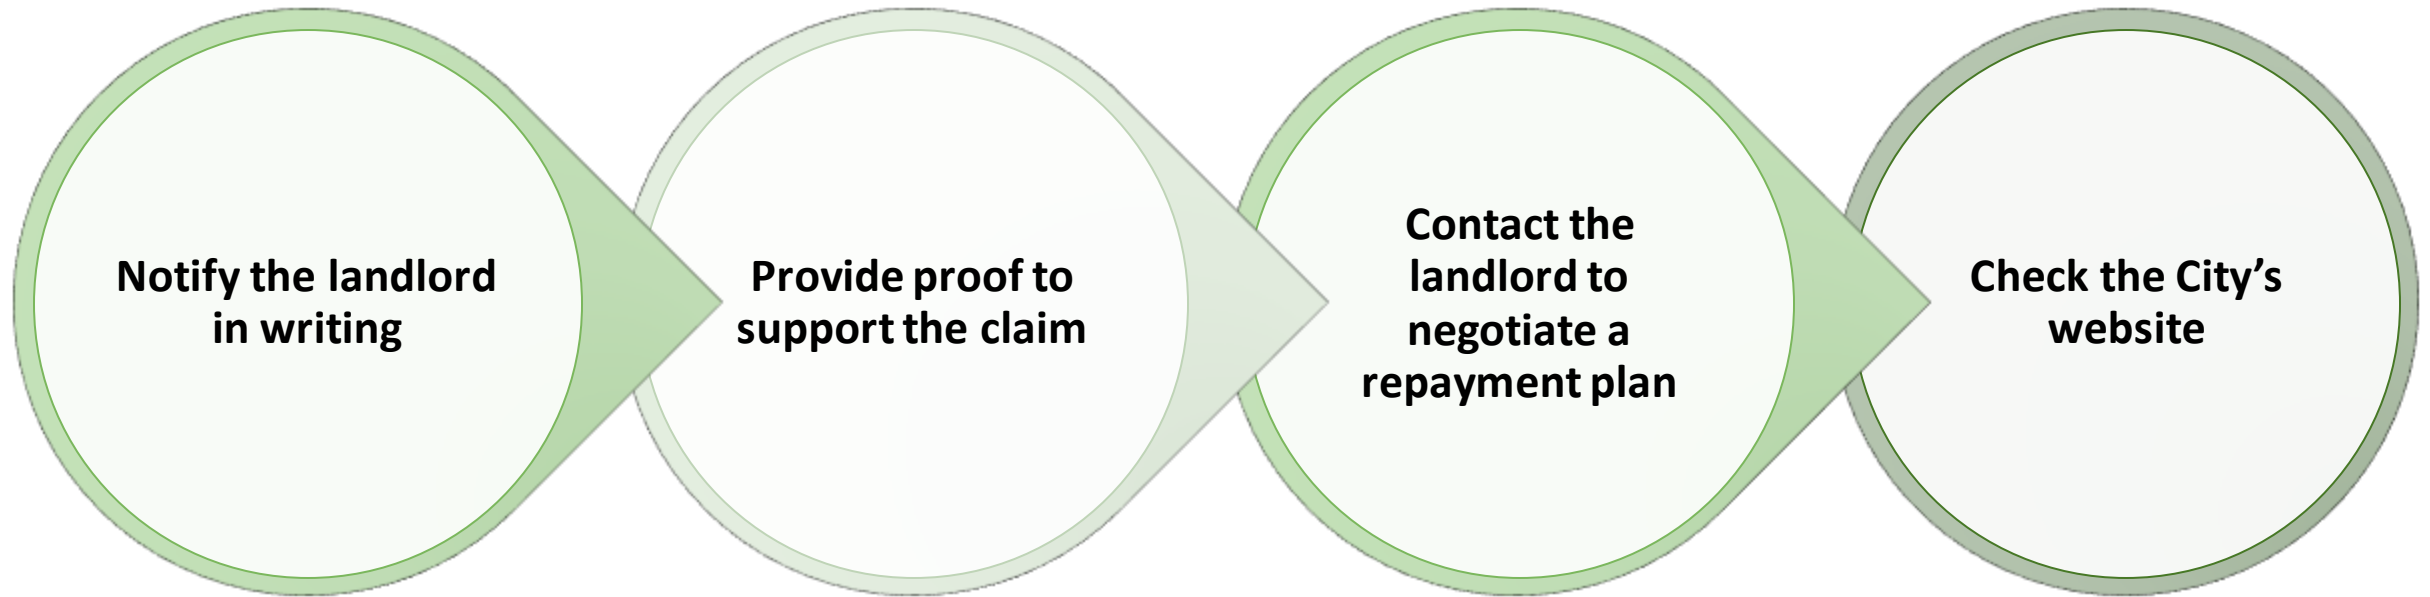 Notify the landlord
in writing
Provide proof to
support the claim
Contact the
landlord to
negotiate a
repayment plan
Check the City’s
website